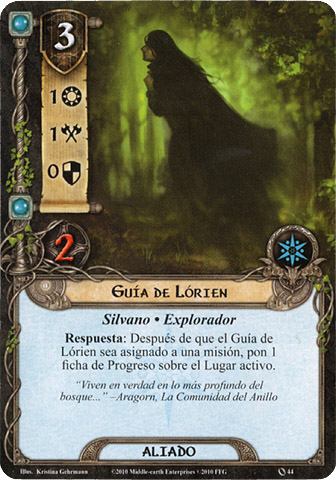 3
1
1
0
2
GUÍA DE LÓRIEN
Silvano • Explorador
Respuesta: Después de que el Guía de
Lórien sea asignado a una misión, pon 1
ficha de Progreso sobre el Lugar activo.
"Viven en verdad en lo más profundo del
bosque..." –Aragorn, La Comunidad del Anillo
ALIADO
Illus. Kristina Gehrmann ©2010 Middle-earth Enterprises ©2010 FFG 44